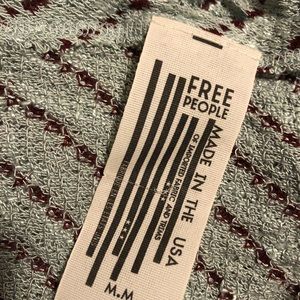 FREE
PEOPLE
MADE IN THE USA
OF IMPORTED FABRIC AND TRIMS
M.M